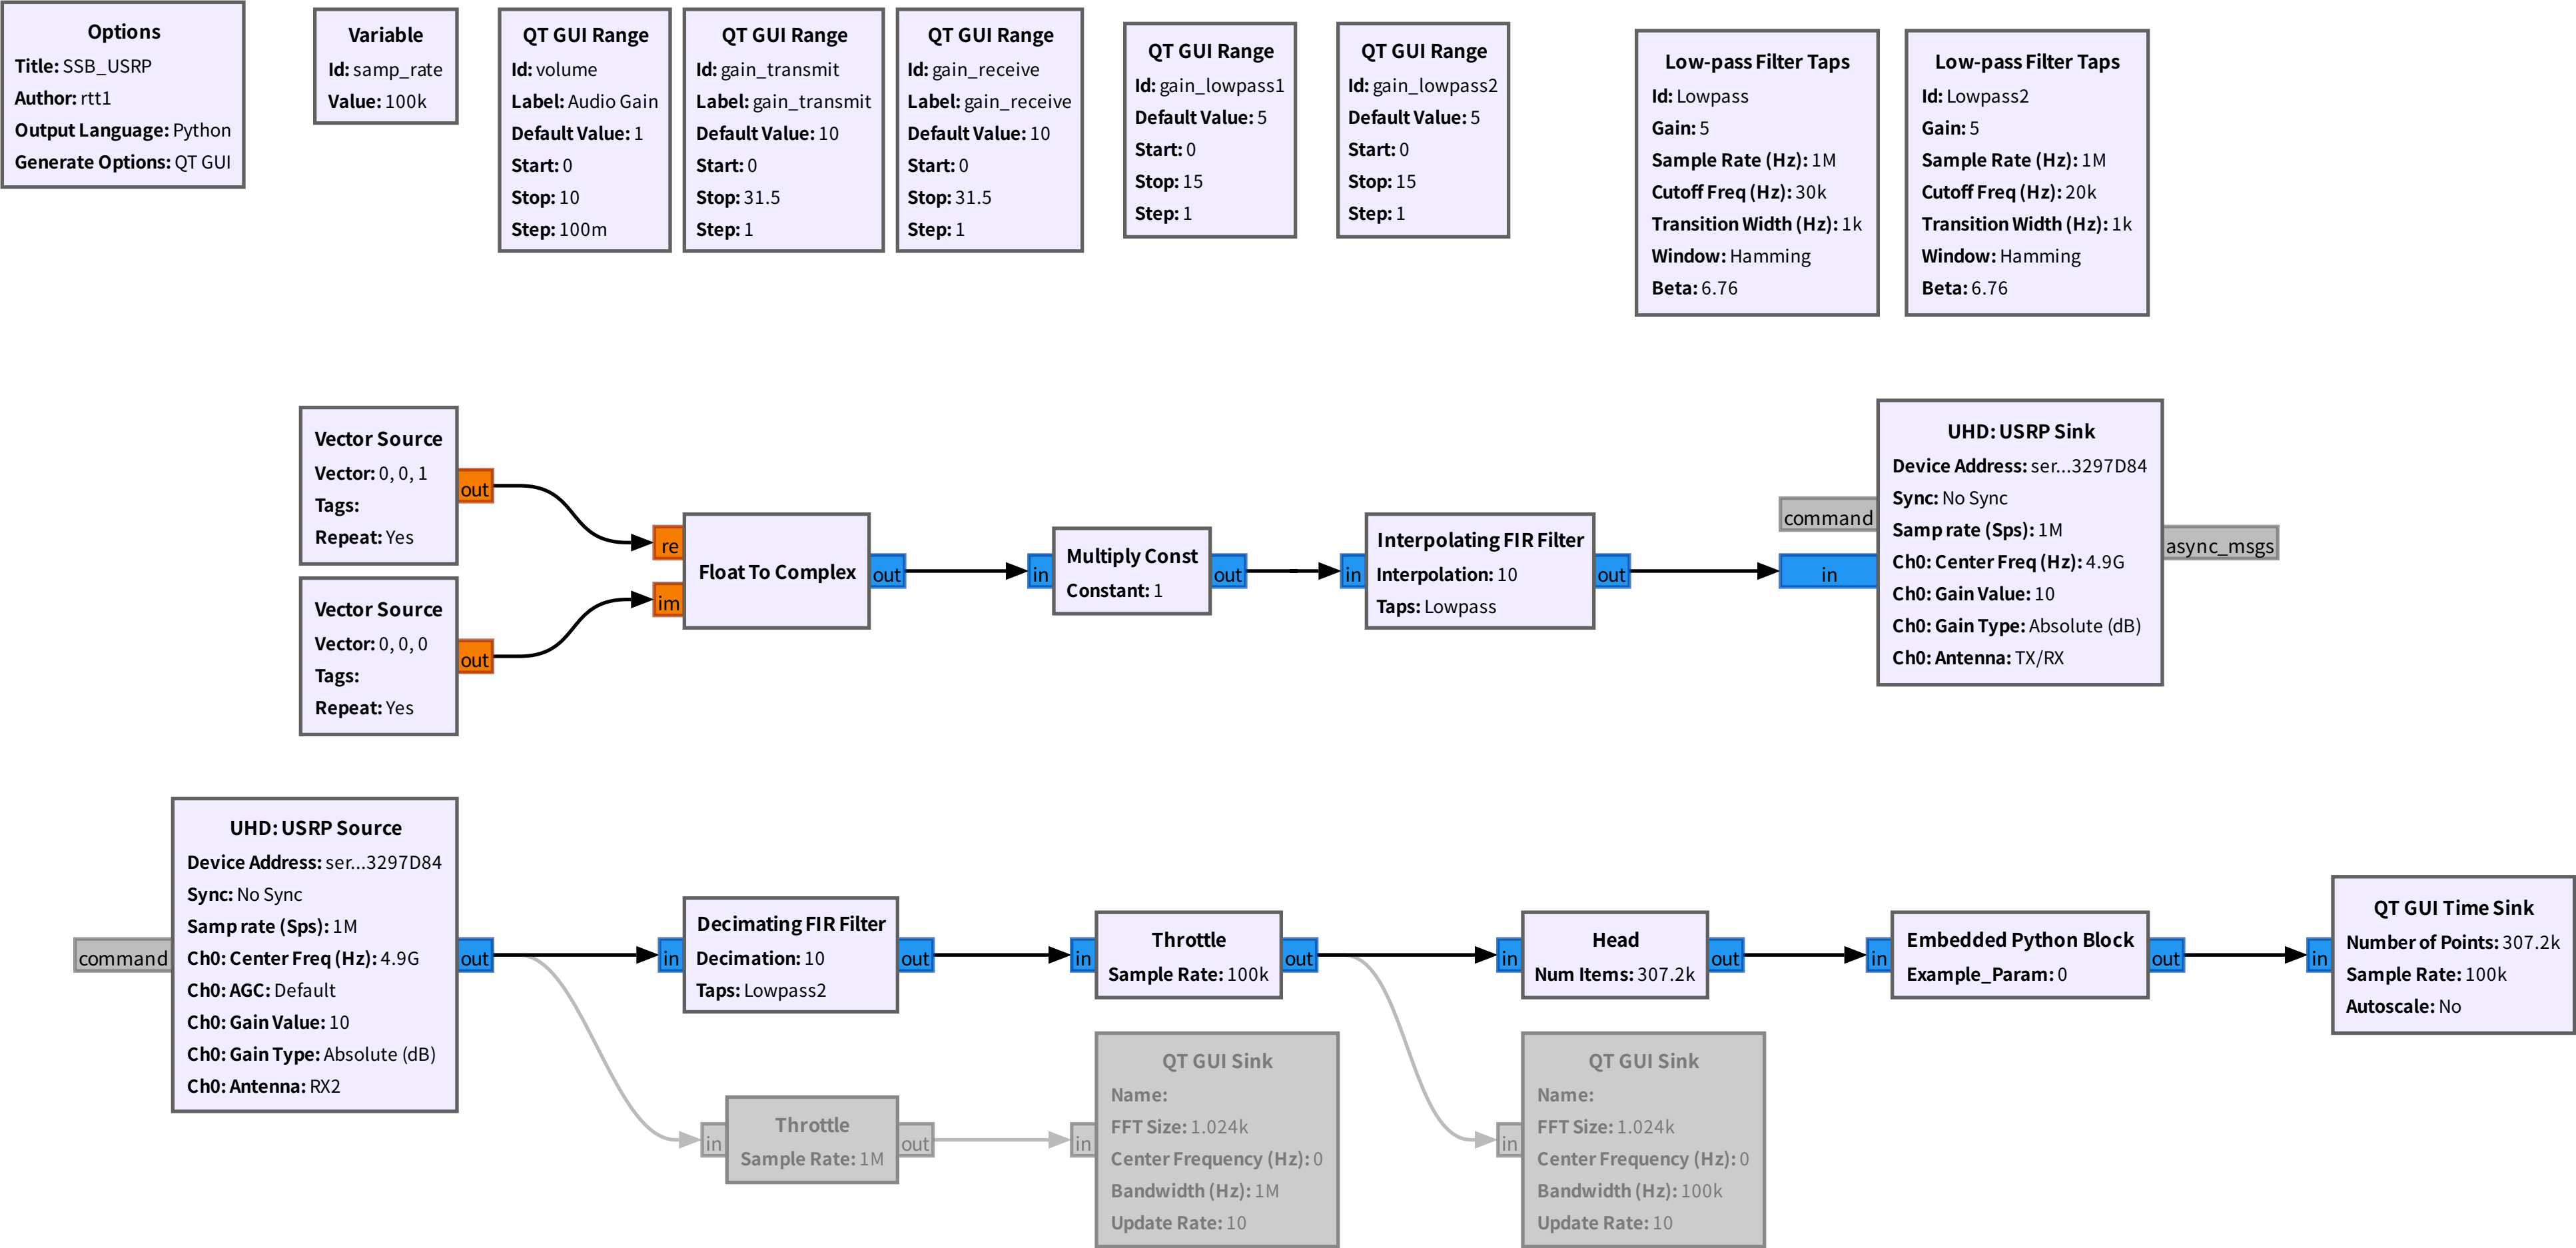 Options
Title: SSB_USRP
Author: rtt1
Output Language: Python
Generate Options: QT GUI
Variable
Id: samp_rate
Value: 100k
QT GUI Range
Id: volume
Label: Audio Gain
Default Value: 1
Start: 0
Stop: 10
Step: 100m
QT GUI Range
Id: gain_transmit
Label: gain_transmit
Default Value: 10
Start: 0
Stop: 31.5
Step: 1
QT GUI Range
Id: gain_receive
Label: gain_receive
Default Value: 10
Start: 0
Stop: 31.5
Step: 1
QT GUI Range
Id: gain_lowpass1
Default Value: 5
Start: 0
Stop: 15
Step: 1
QT GUI Range
Id: gain_lowpass2
Default Value: 5
Start: 0
Stop: 15
Step: 1
Low-pass Filter Taps
Id: Lowpass
Gain: 5
Sample Rate (Hz): 1M
Cutoff Freq (Hz): 30k
Transition Width (Hz): 1k
Window: Hamming
Beta: 6.76
Low-pass Filter Taps
Id: Lowpass2
Gain: 5
Sample Rate (Hz): 1M
Cutoff Freq (Hz): 20k
Transition Width (Hz): 1k
Window: Hamming
Beta: 6.76
Vector Source
Vector: 0, 0, 1
Tags:
Repeat: Yes
out
Vector Source
Vector: 0, 0, 0
Tags:
Repeat: Yes
out
re
im
Float To Complex
out
in
Multiply Const
Constant: 1
out
in
Interpolating FIR Filter
Interpolation: 10
Taps: Lowpass
out
command
in
UHD: USRP Sink
Device Address: ser...3297D84
Sync: No Sync
Samp rate (Sps): 1M
Ch0: Center Freq (Hz): 4.9G
Ch0: Gain Value: 10
Ch0: Gain Type: Absolute (dB)
Ch0: Antenna: TX/RX
async_msgs
command
UHD: USRP Source
Device Address: ser...3297D84
Sync: No Sync
Samp rate (Sps): 1M
Ch0: Center Freq (Hz): 4.9G
Ch0: AGC: Default
Ch0: Gain Value: 10
Ch0: Gain Type: Absolute (dB)
Ch0: Antenna: RX2
out
in
Decimating FIR Filter
Decimation: 10
Taps: Lowpass2
out
in
Throttle
Sample Rate: 100k
out
in
Head
Num Items: 307.2k
out
in
Embedded Python Block
Example_Param: 0
out
in
QT GUI Time Sink
Number of Points: 307.2k
Sample Rate: 100k
Autoscale: No
in
Throttle
Sample Rate: 1M
out
in
QT GUI Sink
Name:
FFT Size: 1.024k
Center Frequency (Hz): 0
Bandwidth (Hz): 1M
Update Rate: 10
in
QT GUI Sink
Name:
FFT Size: 1.024k
Center Frequency (Hz): 0
Bandwidth (Hz): 100k
Update Rate: 10